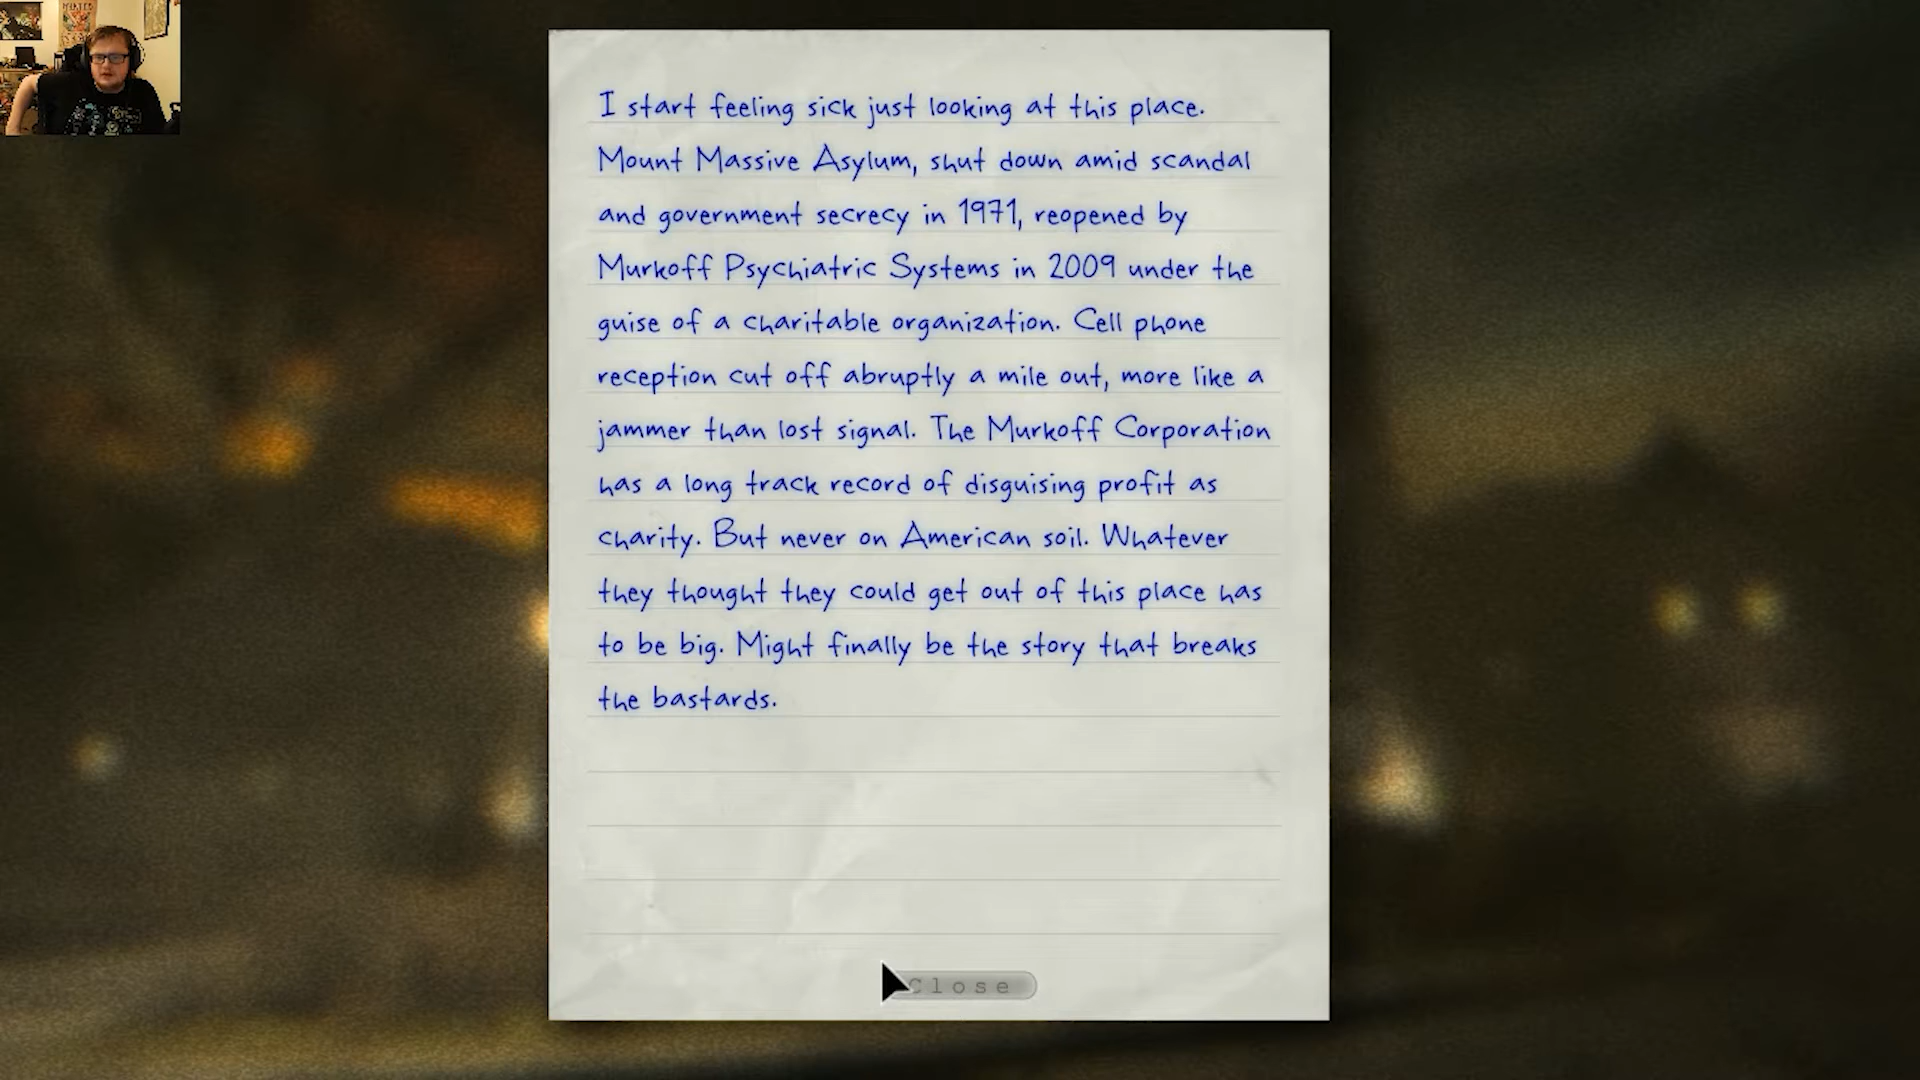 I start feeling sick just looking at this place.
Mount Massive Asylum, shut down amid scandal
and government secrecy in 1971, reopened by
Murkoff Psychiatric Systems in 2009 under the
guise of a charitable organization. Cell phone
reception cut off abruptly a mile out, more like a
jammer than lost signal. The Murkoff Corporation
has a long track record of disguising profit as
charity. But never on American soil. Whatever
they thought they could get out of this place has
to be big. Might finally be the story that breaks
the bastards.
Close